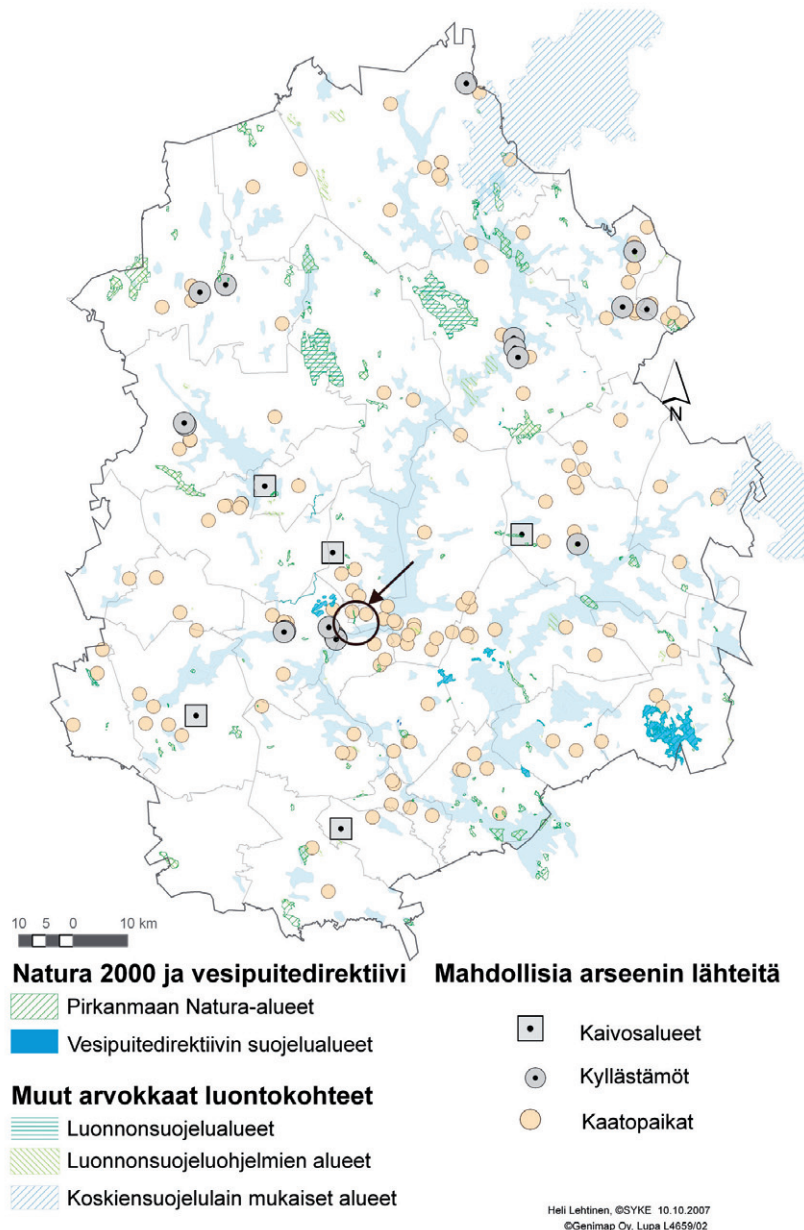 N
10 5 0 10 km
Natura 2000 ja vesipuitedirektiivi
Pirkanmaan Natura-alueet
Vesipuitedirektiivin suojelualueet
Muut arvokkaat luontokohteet
Luonnonsuojelualueet
Luonnonsuojeluohjelmien alueet
Koskiensuojelulain mukaiset alueet
Mahdollisia arseenin lähteitä
Kaivosalueet
Kyllästämöt
Kaatopaikat
Heli Lehtinen, ©SYKE 10.10.2007
©Genimap Oy, Lupa L4659/02